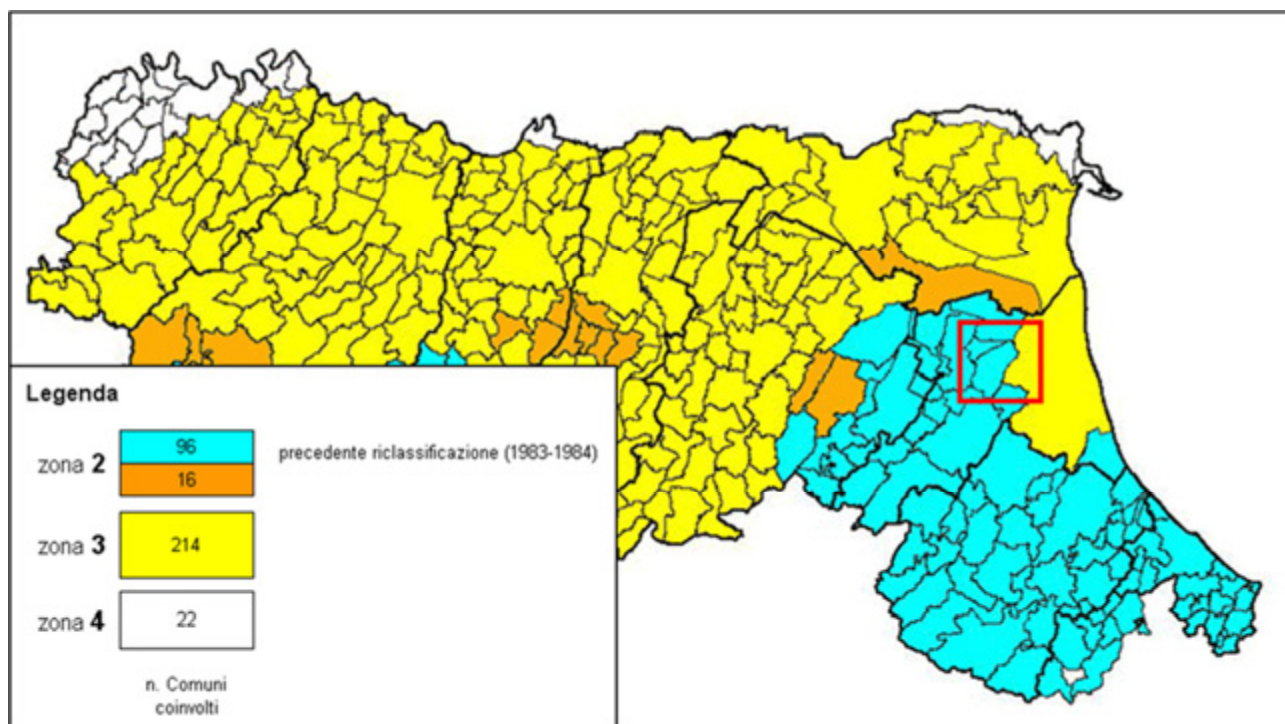 Legenda
zona 2
96
precedente riclassificazione (1983-1984)
16
zona 3
214
zona 4
22
n. Comuni
coinvolti